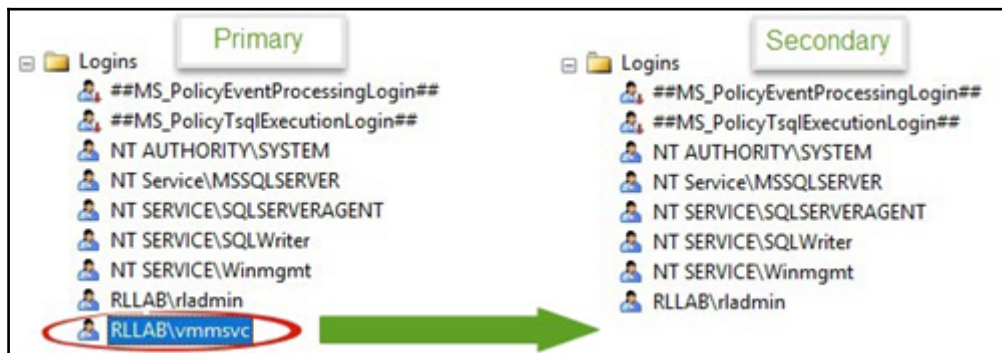 Primary
Logins
##MS_PolicyEventProcessingLogin##
##MS_PolicyTsqlExecutionLogin##
NT AUTHORITY\SYSTEM
NT Service\MSSQLSERVER
NT SERVICE\SQLSERVERAGENT
NT SERVICE\SQLWriter
NT SERVICE\Winmgmt
RLLAB\rladmin
RLLAB\vmmsvc
Secondary
Logins
##MS_PolicyEventProcessingLogin##
##MS_PolicyTsqlExecutionLogin##
NT AUTHORITY\SYSTEM
NT Service\MSSQLSERVER
NT SERVICE\SQLSERVERAGENT
NT SERVICE\SQLWriter
NT SERVICE\Winmgmt
RLLAB\rladmin